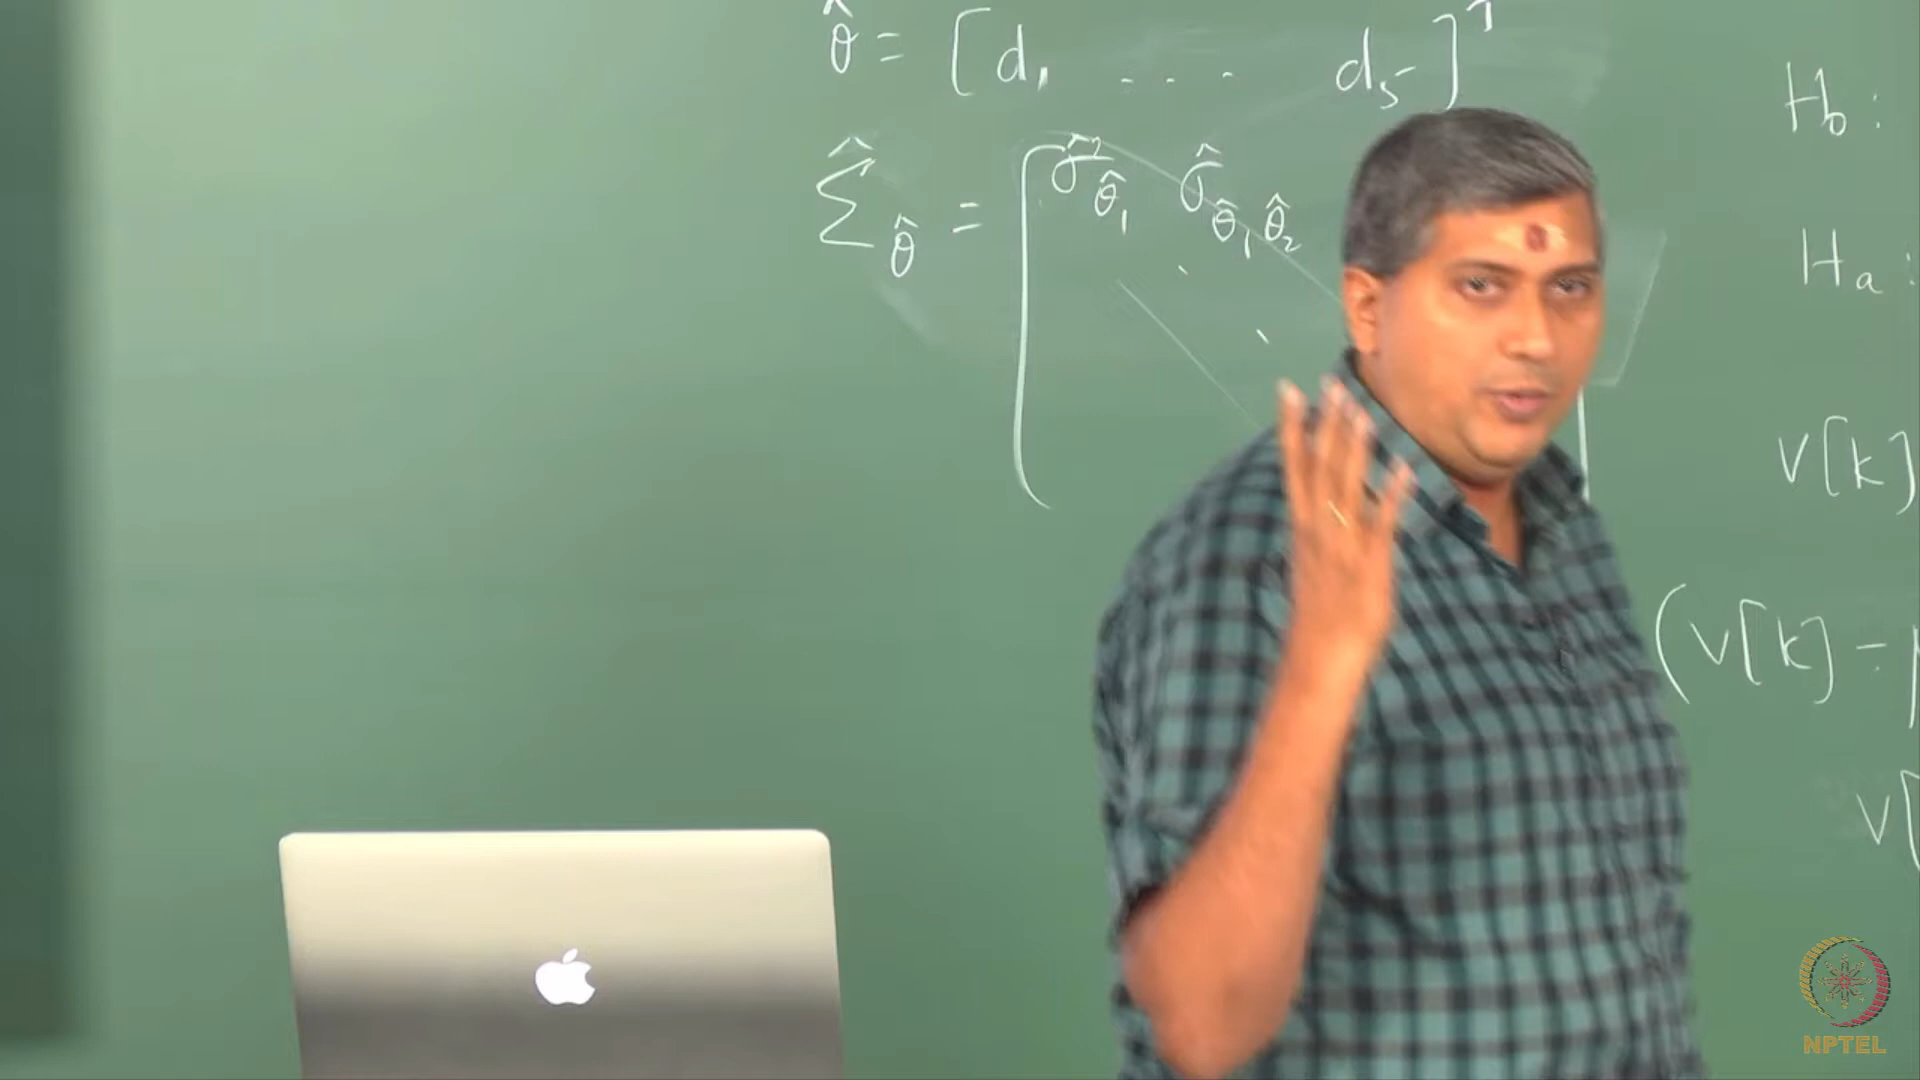 θ̂ = [d₁ . . . d₅]ᵀ
Σ̂_θ̂ = [ σ̂²_θ̂₁ σ̂_θ̂₁θ̂₂
H₀ :
Hₐ :
v[k]
(v[k] -
v[
NPTEL